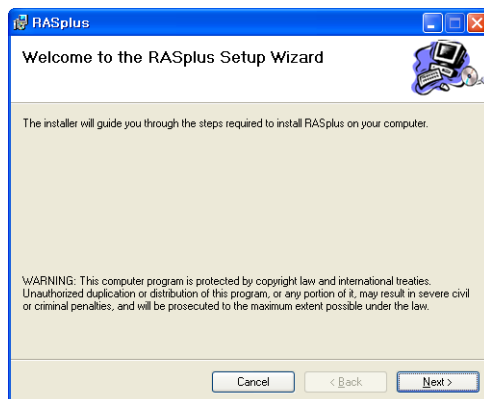 RASplus
Welcome to the RASplus Setup Wizard
The installer will guide you through the steps required to install RASplus on your computer.
WARNING: This computer program is protected by copyright law and international treaties.
Unauthorized duplication or distribution of this program, or any portion of it, may result in severe civil
or criminal penalties, and will be prosecuted to the maximum extent possible under the law.
Cancel
< Back
Next >